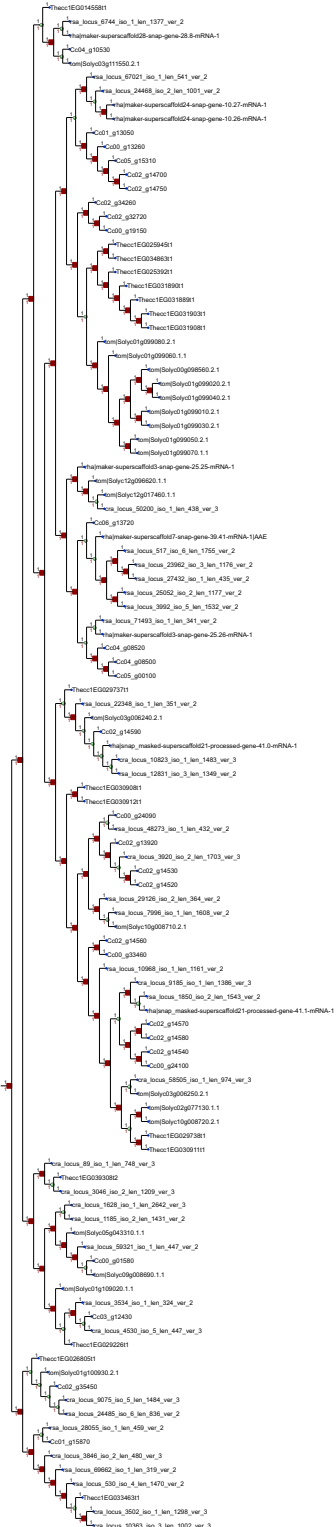 Thecc1EG014558t1
rsa_locus_6744_iso_1_len_1377_ver_2
rha|maker-superscaffold28-snap-gene-28.8-mRNA-1
Cc04_g10530
tom|Solyc03g111550.2.1
rsa_locus_67021_iso_1_len_541_ver_2
rsa_locus_24468_iso_2_len_1001_ver_2
rha|maker-superscaffold24-snap-gene-10.27-mRNA-1
rha|maker-superscaffold24-snap-gene-10.26-mRNA-1
Cc01_g13050
Cc00_g13260
Cc05_g15310
Cc02_g14700
Cc02_g14750
Cc02_g34260
Cc02_g32720
Cc00_g19150
Thecc1EG025945t1
Thecc1EG034863t1
Thecc1EG025392t1
Thecc1EG031890t1
Thecc1EG031889t1
Thecc1EG031903t1
Thecc1EG031908t1
tom|Solyc01g099080.2.1
tom|Solyc01g099060.1.1
tom|Solyc00g098560.2.1
tom|Solyc01g099020.2.1
tom|Solyc01g099040.2.1
tom|Solyc01g099010.2.1
tom|Solyc01g099030.2.1
tom|Solyc01g099050.2.1
tom|Solyc01g099070.1.1
rha|maker-superscaffold3-snap-gene-25.25-mRNA-1
tom|Solyc12g096620.1.1
tom|Solyc12g017460.1.1
cra_locus_50200_iso_1_len_438_ver_3
Cc06_g13720
rha|maker-superscaffold7-snap-gene-39.41-mRNA-1|AAE
rsa_locus_517_iso_6_len_1755_ver_2
rsa_locus_23962_iso_3_len_1176_ver_2
rsa_locus_27432_iso_1_len_435_ver_2
rsa_locus_25052_iso_2_len_1177_ver_2
rsa_locus_3992_iso_5_len_1532_ver_2
rsa_locus_71493_iso_1_len_341_ver_2
rha|maker-superscaffold3-snap-gene-25.26-mRNA-1
Cc04_g08520
Cc04_g08500
Cc05_g00100
Thecc1EG029737t1
rsa_locus_22348_iso_1_len_351_ver_2
tom|Solyc03g006240.2.1
Cc02_g14590
rha|snap_masked-superscaffold21-processed-gene-41.0-mRNA-1
cra_locus_10823_iso_1_len_1483_ver_3
rsa_locus_12831_iso_3_len_1349_ver_2
Thecc1EG030908t1
Thecc1EG030912t1
Cc00_g24090
rsa_locus_48273_iso_1_len_432_ver_2
Cc02_g13920
cra_locus_3920_iso_2_len_1703_ver_3
Cc02_g14530
Cc02_g14520
rsa_locus_29126_iso_2_len_364_ver_2
rsa_locus_7996_iso_1_len_1608_ver_2
tom|Solyc10g008710.2.1
Cc02_g14560
Cc00_g33460
rsa_locus_10968_iso_1_len_1161_ver_2
cra_locus_9185_iso_1_len_1386_ver_3
rsa_locus_1850_iso_2_len_1543_ver_2
rha|snap_masked-superscaffold21-processed-gene-41.1-mRNA-1
Cc02_g14570
Cc02_g14580
Cc02_g14540
Cc00_g24100
cra_locus_58505_iso_1_len_974_ver_3
tom|Solyc03g006250.2.1
tom|Solyc02g077130.1.1
tom|Solyc10g008720.2.1
Thecc1EG029738t1
Thecc1EG030911t1
cra_locus_89_iso_1_len_748_ver_3
Thecc1EG039308t2
cra_locus_3046_iso_2_len_1209_ver_3
cra_locus_1628_iso_1_len_2642_ver_3
rsa_locus_1185_iso_2_len_1431_ver_2
tom|Solyc05g043310.1.1
rsa_locus_59321_iso_1_len_447_ver_2
Cc00_g01580
tom|Solyc09g008690.1.1
tom|Solyc01g109020.1.1
rsa_locus_3534_iso_1_len_324_ver_2
Cc03_g12430
cra_locus_4530_iso_5_len_447_ver_3
Thecc1EG029226t1
Thecc1EG026805t1
tom|Solyc01g100930.2.1
Cc02_g35450
cra_locus_9075_iso_5_len_1484_ver_3
rsa_locus_24485_iso_6_len_836_ver_2
rsa_locus_28055_iso_1_len_459_ver_2
Cc01_g15870
cra_locus_3846_iso_2_len_480_ver_3
rsa_locus_69662_iso_1_len_319_ver_2
rsa_locus_530_iso_4_len_1470_ver_2
Thecc1EG033463t1
cra_locus_3502_iso_1_len_1298_ver_3
cra_locus_10363_iso_3_len_1002_ver_3